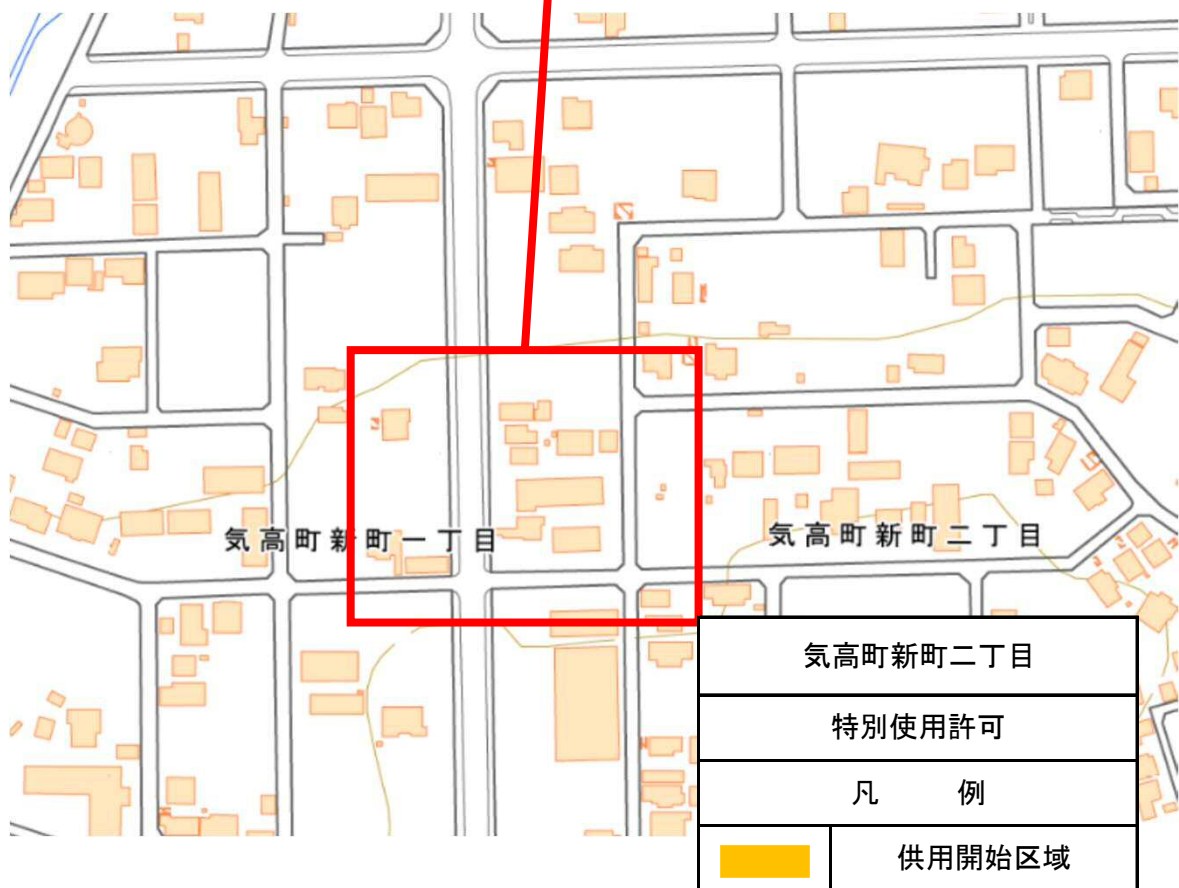 気高町新町一丁目
気高町新町二丁目
気高町新町二丁目
特別使用許可
凡 例
供用開始区域